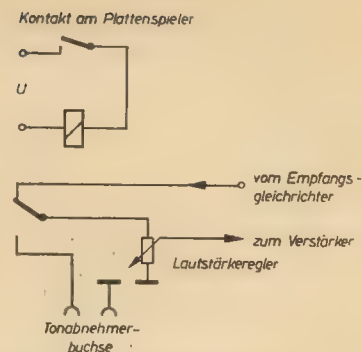 Kontakt am Plattenspieler
U
vom Empfangs-
gleichrichter
zum Verstärker
Lautstärkeregler
Tonabnehmer-
buchse